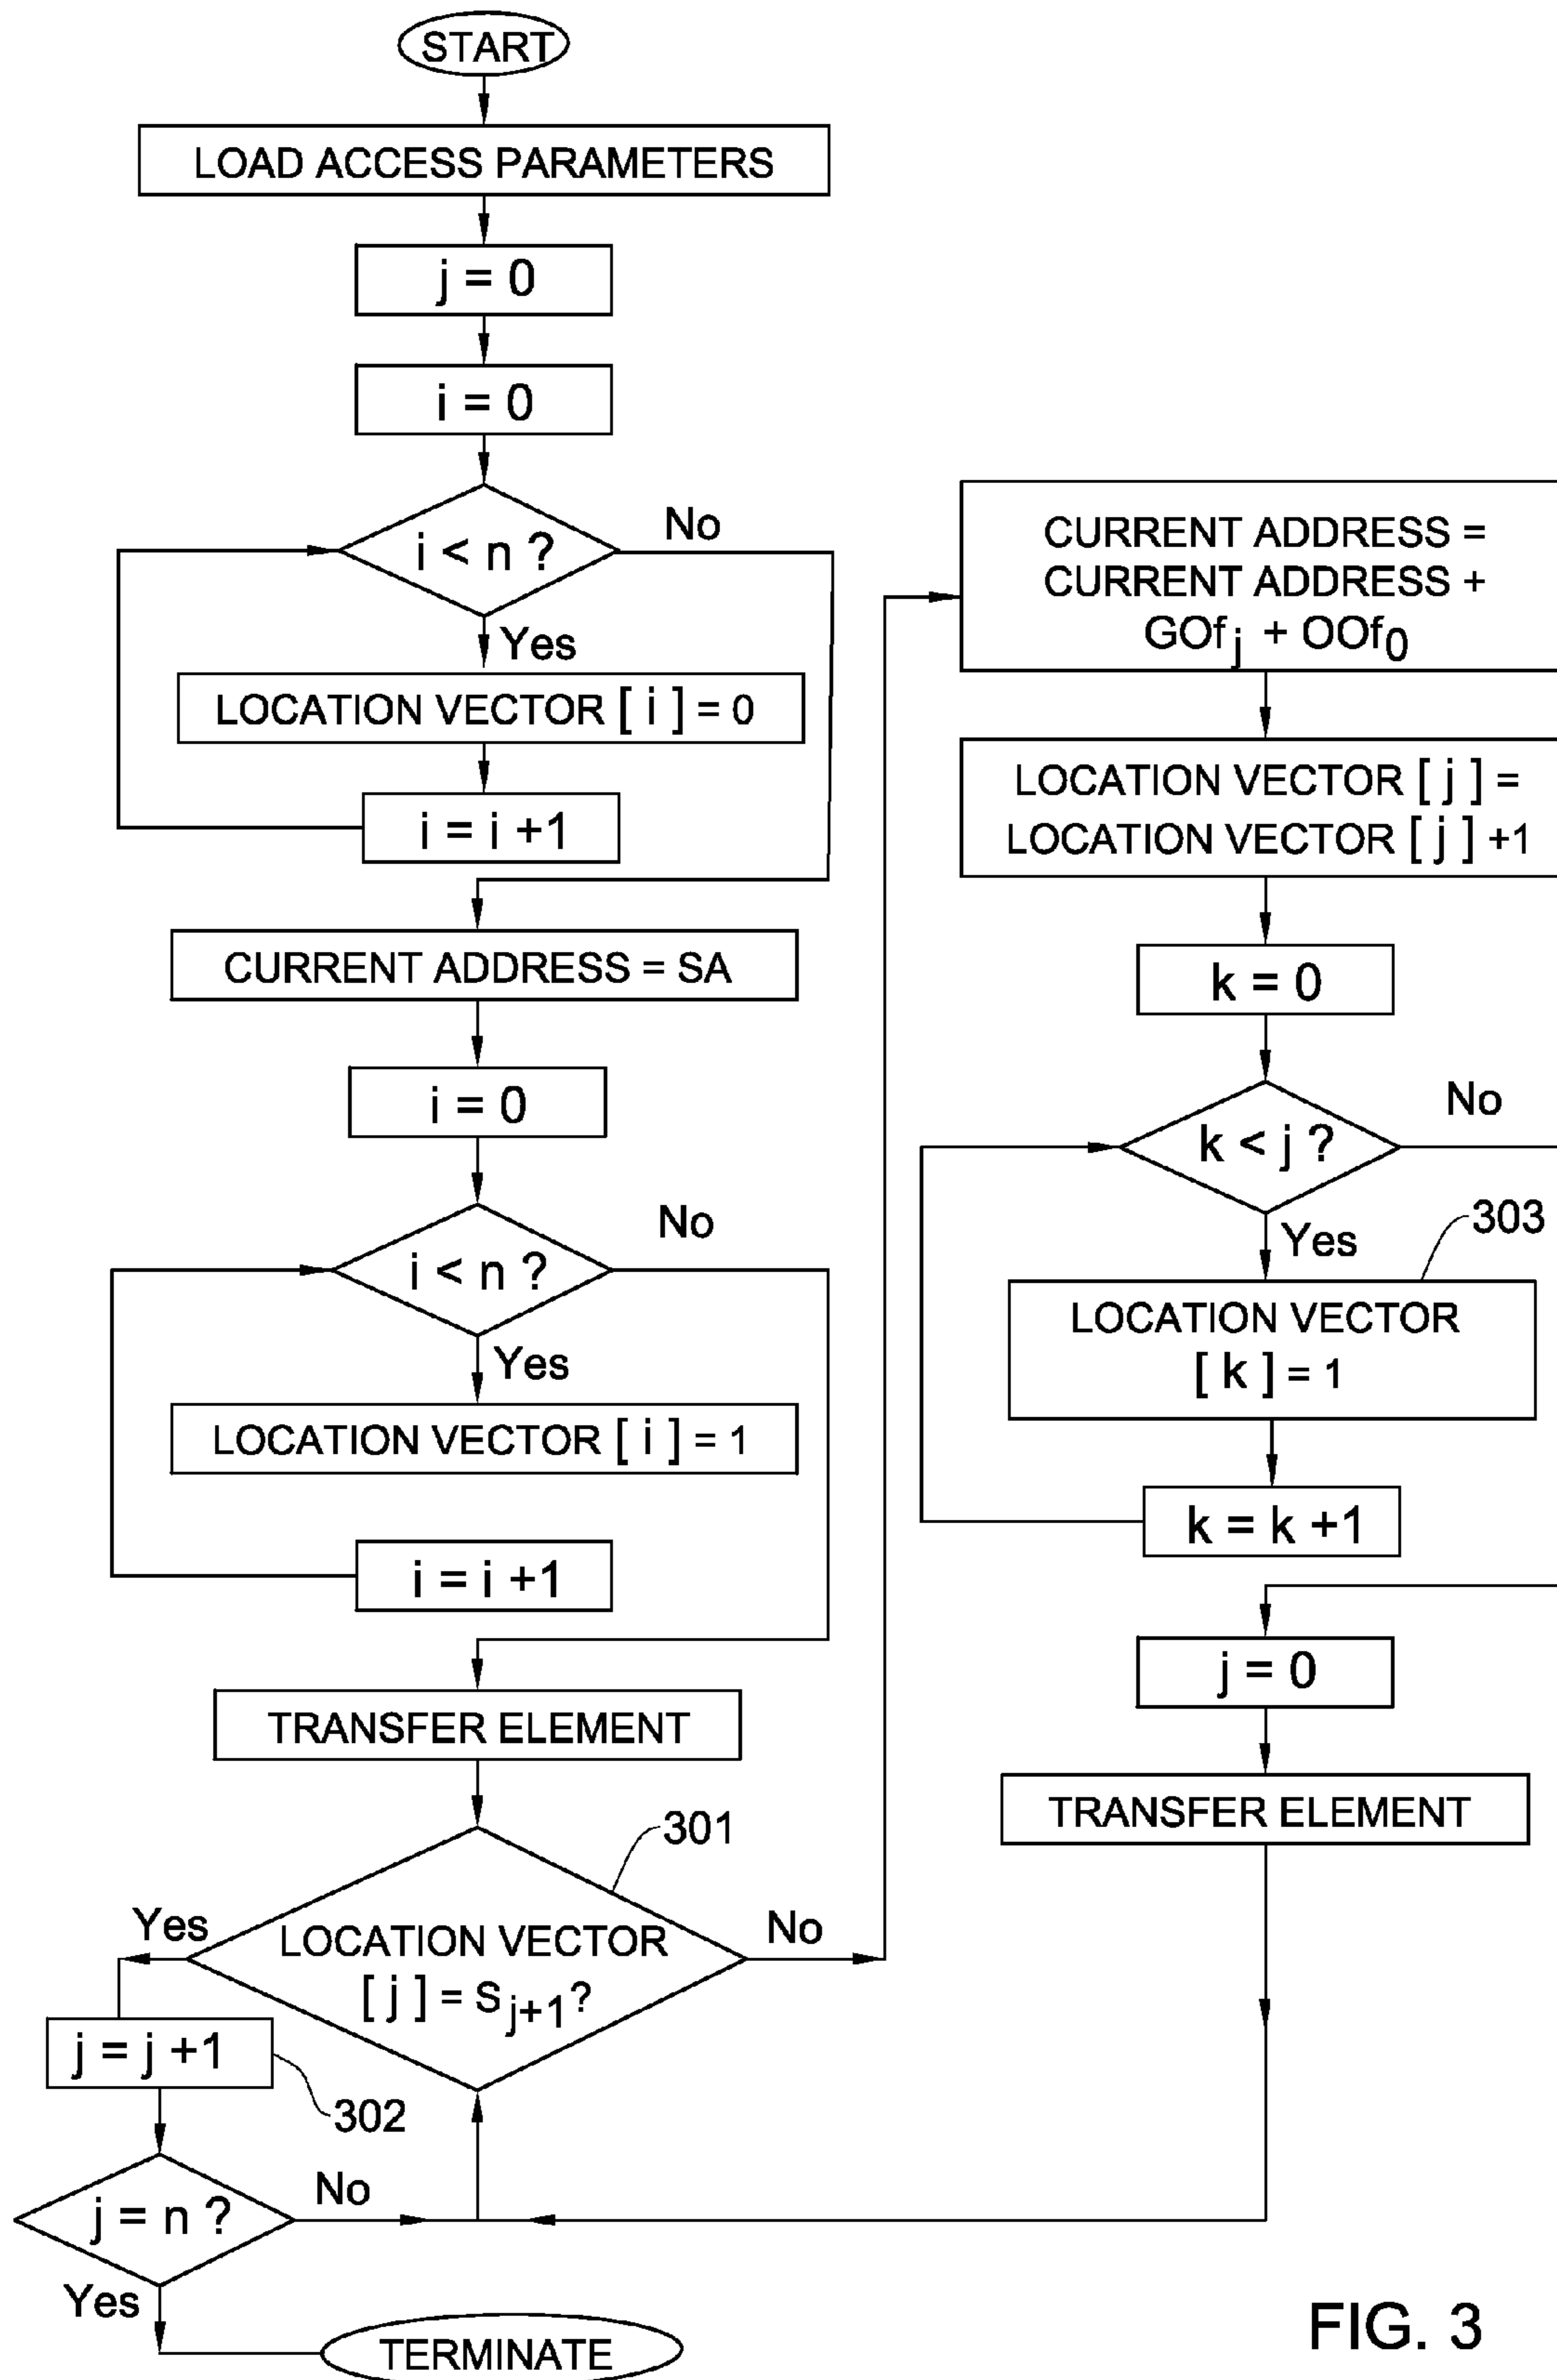 START
LOAD ACCESS PARAMETERS
j = 0
i = 0
i < n ?
No
Yes
LOCATION VECTOR [ i ] = 0
i = i +1
CURRENT ADDRESS = SA
i = 0
i < n ?
No
Yes
LOCATION VECTOR [ i ] = 1
i = i +1
TRANSFER ELEMENT
301
LOCATION VECTOR
[ j ] = S j+1 ?
Yes
No
j = j +1
302
j = n ?
No
Yes
TERMINATE
CURRENT ADDRESS =
CURRENT ADDRESS +
GOf j + OOf 0
LOCATION VECTOR [ j ] =
LOCATION VECTOR [ j ] +1
k = 0
k < j ?
No
Yes
303
LOCATION VECTOR
[ k ] = 1
k = k +1
j = 0
TRANSFER ELEMENT
FIG. 3